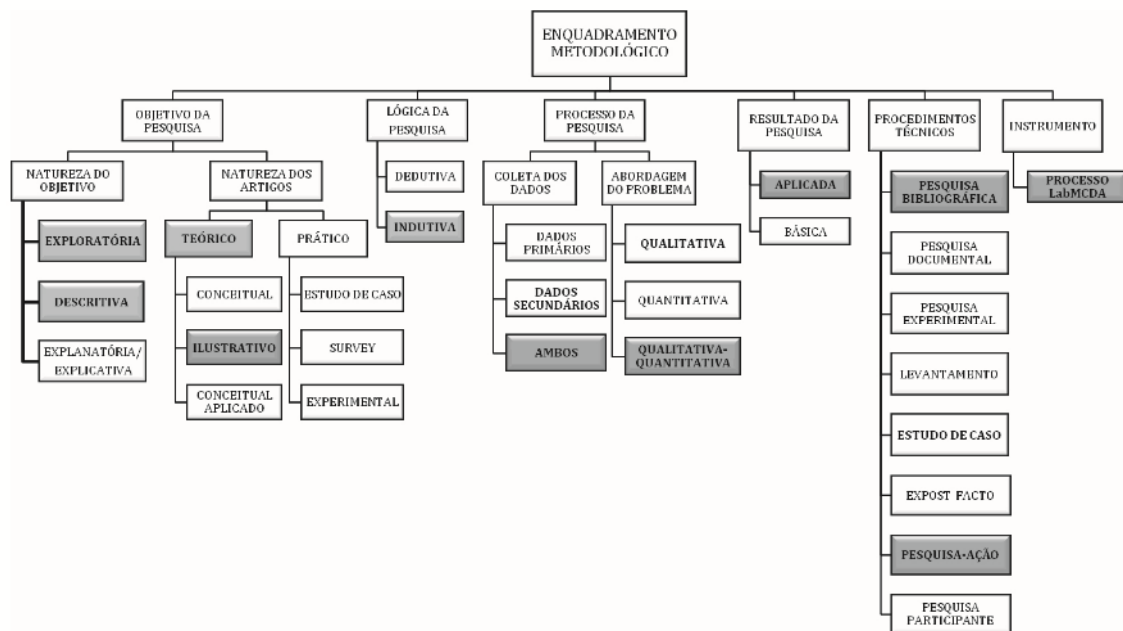 ENQUADRAMENTO
METODOLÓGICO
OBJETIVO DA
PESQUISA
LÓGICA DA
PESQUISA
PROCESSO DA
PESQUISA
RESULTADO DA
PESQUISA
PROCEDIMENTOS
TÉCNICOS
INSTRUMENTO
NATUREZA DO
OBJETIVO
NATUREZA DOS
ARTIGOS
DEDUTIVA
COLETA DOS
DADOS
ABORDAGEM
DO PROBLEMA
APLICADA
PESQUISA
BIBLIOGRÁFICA
PROCESSO
LabMCDA
EXPLORATÓRIA
TEÓRICO
PRÁTICO
INDUTIVA
DADOS
PRIMÁRIOS
QUALITATIVA
BÁSICA
PESQUISA
DOCUMENTAL
DESCRITIVA
CONCEITUAL
ESTUDO DE CASO
DADOS
SECUNDÁRIOS
QUANTITATIVA
PESQUISA
EXPERIMENTAL
EXPLANATÓRIA/
EXPLICATIVA
ILUSTRATIVO
SURVEY
AMBOS
QUALITATIVA-
QUANTITATIVA
LEVANTAMENTO
CONCEITUAL
APLICADO
EXPERIMENTAL
ESTUDO DE CASO
EXPOST FACTO
PESQUISA-AÇÃO
PESQUISA
PARTICIPANTE